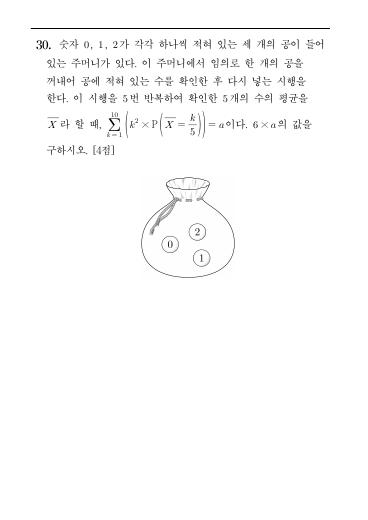 30. 숫자 0, 1, 2가 각각 하나씩 적혀 있는 세 개의 공이 들어
있는 주머니가 있다. 이 주머니에서 임의로 한 개의 공을
꺼내어 공에 적혀 있는 수를 확인한 후 다시 넣는 시행을
한다. 이 시행을 5번 반복하여 확인한 5개의 수의 평균을
X̄라 할 때, ∑_{k=1}^{10} (k² × P(X̄ = k/5)) = a이다. 6×a의 값을
구하시오. [4점]
2
0
1